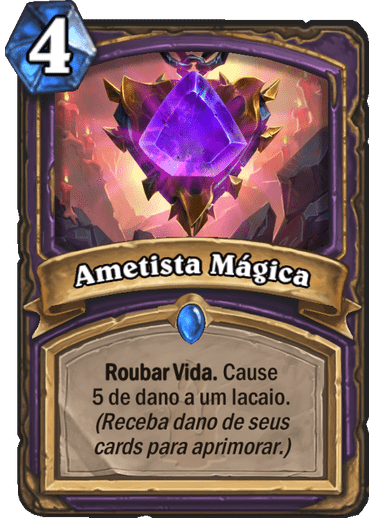 4
Ametista Mágica
Roubar Vida. Cause
5 de dano a um lacaio.
(Receba dano de seus
cards para aprimorar.)